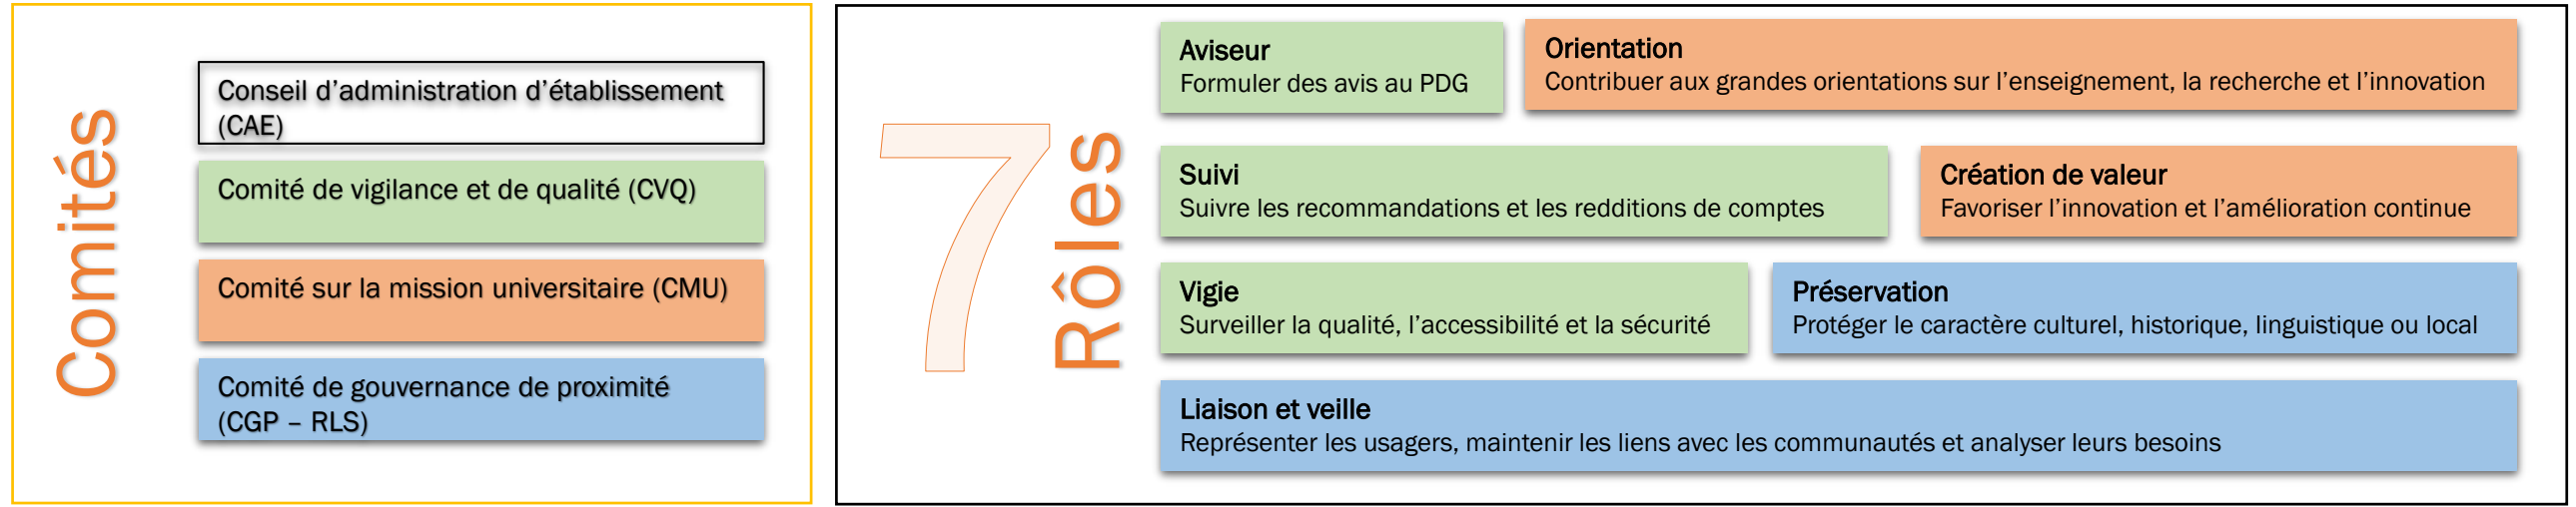 Comités
Conseil d’administration d’établissement
(CAE)
Comité de vigilance et de qualité (CVQ)
Comité sur la mission universitaire (CMU)
Comité de gouvernance de proximité
(CGP – RLS)
7
Rôles
Aviseur
Formuler des avis au PDG
Orientation
Contribuer aux grandes orientations sur l’enseignement, la recherche et l’innovation
Suivi
Suivre les recommandations et les redditions de comptes
Création de valeur
Favoriser l’innovation et l’amélioration continue
Vigie
Surveiller la qualité, l’accessibilité et la sécurité
Préservation
Protéger le caractère culturel, historique, linguistique ou local
Liaison et veille
Représenter les usagers, maintenir les liens avec les communautés et analyser leurs besoins